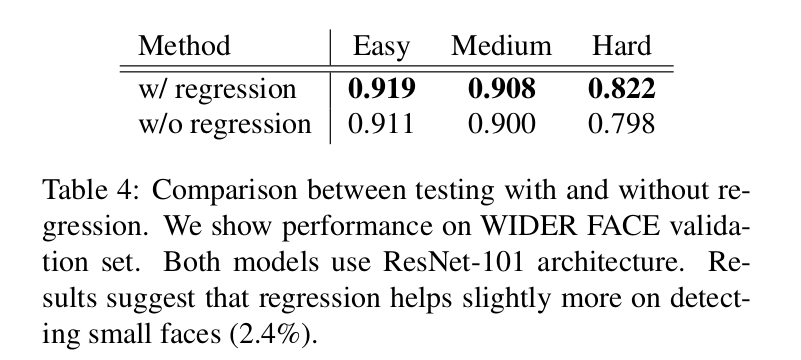 Method Easy Medium Hard
w/ regression 0.919 0.908 0.822
w/o regression 0.911 0.900 0.798
Table 4: Comparison between testing with and without re-
gression. We show performance on WIDER FACE valida-
tion set. Both models use ResNet-101 architecture. Re-
sults suggest that regression helps slightly more on detect-
ing small faces (2.4%).